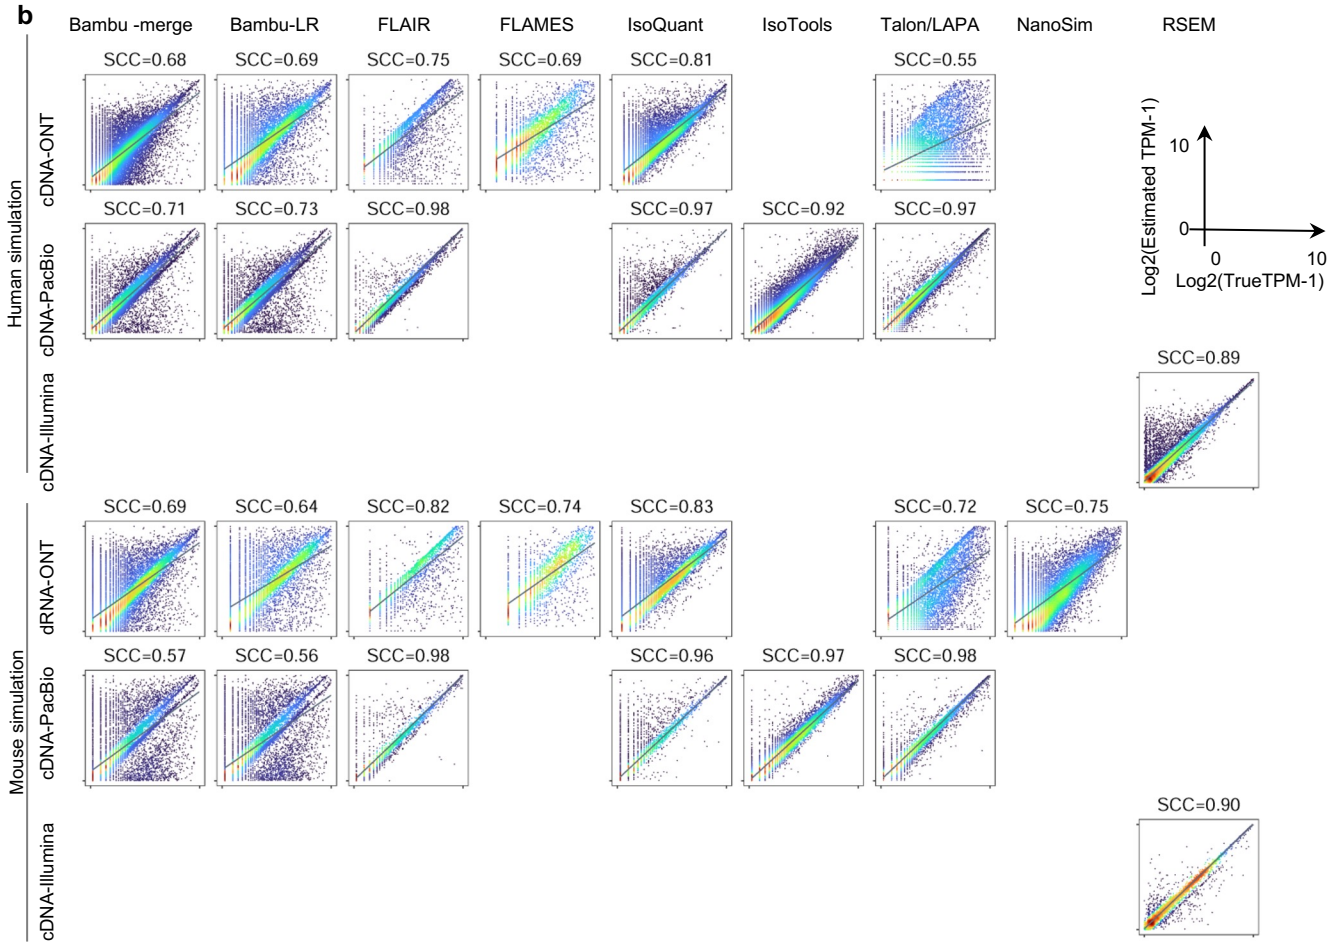 b
Bambu -merge Bambu-LR FLAIR FLAMES IsoQuant IsoTools Talon/LAPA NanoSim RSEM
Human simulation
cDNA-ONT
SCC=0.68 SCC=0.69 SCC=0.75 SCC=0.69 SCC=0.81 SCC=0.55
Log2(Estimated TPM-1)
10
0
0 10
Log2(TrueTPM-1)
cDNA-PacBio
SCC=0.71 SCC=0.73 SCC=0.98 SCC=0.97 SCC=0.92 SCC=0.97
cDNA-Illumina
SCC=0.89
Mouse simulation
dRNA-ONT
SCC=0.69 SCC=0.64 SCC=0.82 SCC=0.74 SCC=0.83 SCC=0.72 SCC=0.75
cDNA-PacBio
SCC=0.57 SCC=0.56 SCC=0.98 SCC=0.96 SCC=0.97 SCC=0.98
cDNA-Illumina
SCC=0.90